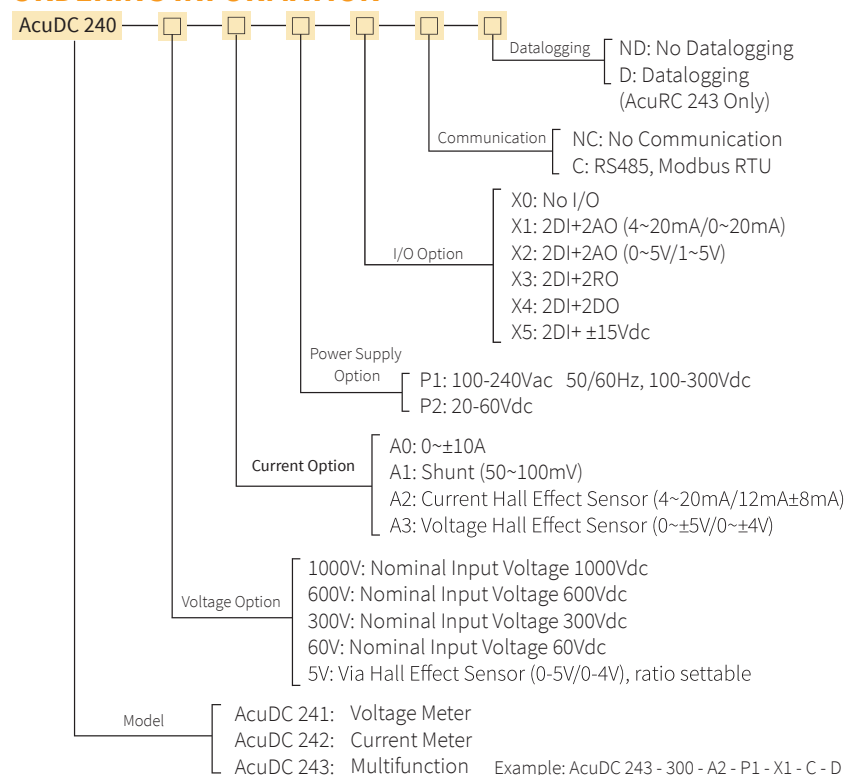 ORDERING INFORMATION
AcuDC 240
Datalogging
ND: No Datalogging
D: Datalogging
(AcuRC 243 Only)
Communication
NC: No Communication
C: RS485, Modbus RTU
I/O Option
X0: No I/O
X1: 2DI+2AO (4~20mA/0~20mA)
X2: 2DI+2AO (0~5V/1~5V)
X3: 2DI+2RO
X4: 2DI+2DO
X5: 2DI+ ±15Vdc
Power Supply
Option
P1: 100-240Vac 50/60Hz, 100-300Vdc
P2: 20-60Vdc
Current Option
A0: 0~±10A
A1: Shunt (50~100mV)
A2: Current Hall Effect Sensor (4~20mA/12mA±8mA)
A3: Voltage Hall Effect Sensor (0~±5V/0~±4V)
Voltage Option
1000V: Nominal Input Voltage 1000Vdc
600V: Nominal Input Voltage 600Vdc
300V: Nominal Input Voltage 300Vdc
60V: Nominal Input Voltage 60Vdc
5V: Via Hall Effect Sensor (0-5V/0-4V), ratio settable
Model
AcuDC 241: Voltage Meter
AcuDC 242: Current Meter
AcuDC 243: Multifunction
Example: AcuDC 243 - 300 - A2 - P1 - X1 - C - D